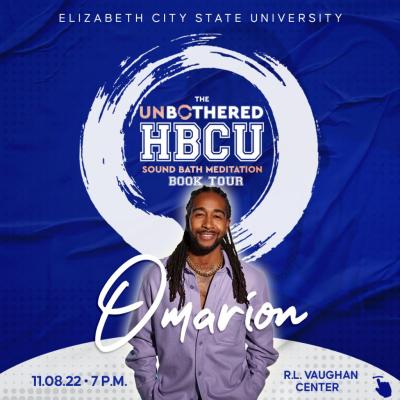 ELIZABETH CITY STATE UNIVERSITY
THE
UNBOTHERED
HBCU
SOUND BATH MEDITATION
BOOK TOUR
Omarion
11.08.22 • 7 P.M.
R.L. VAUGHAN
CENTER